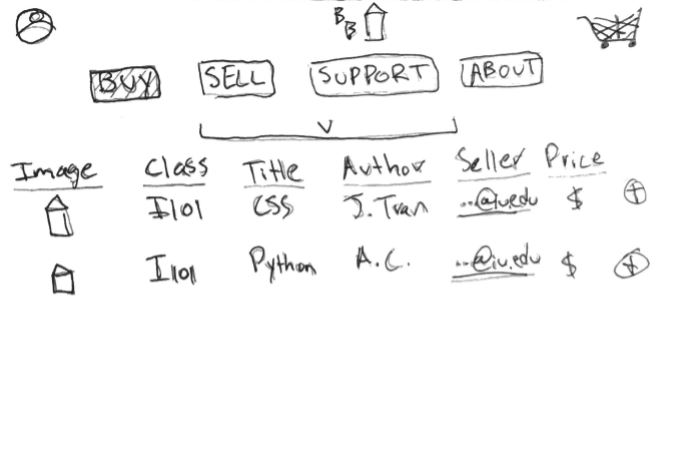 B
B
BUY SELL SUPPORT ABOUT
V
Image Class Title Author Seller Price
I101 CSS J. Tran ..@iu.edu $ +
I101 Python A.C. ..@iu.edu $ +